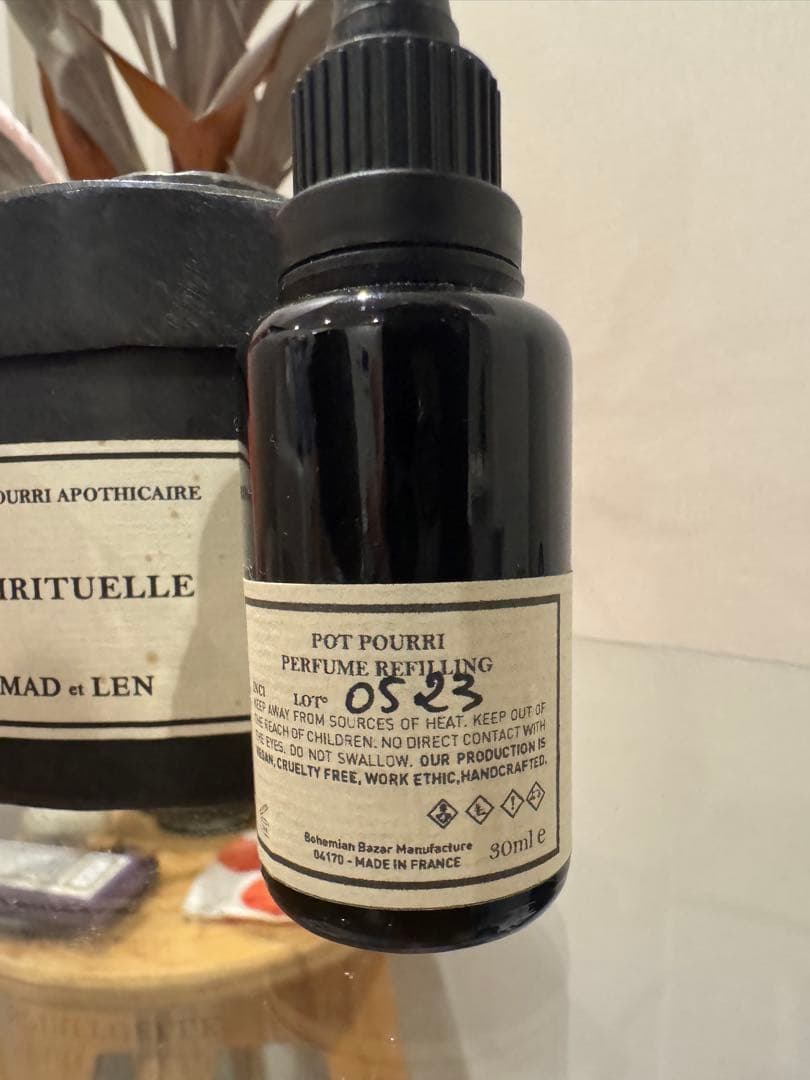 OURRI APOTHICAIRE
IRITUELLE
MAD et LEN
POT POURRI
PERFUME REFILLING
LOT° 0523
KEEP AWAY FROM SOURCES OF HEAT. KEEP OUT OF
THE REACH OF CHILDREN. NO DIRECT CONTACT WITH
THE EYES. DO NOT SWALLOW. OUR PRODUCTION IS
VEGAN, CRUELTY FREE, WORK ETHIC, HANDCRAFTED.
Bohemian Bazar Manufacture
04170 - MADE IN FRANCE
30ml e